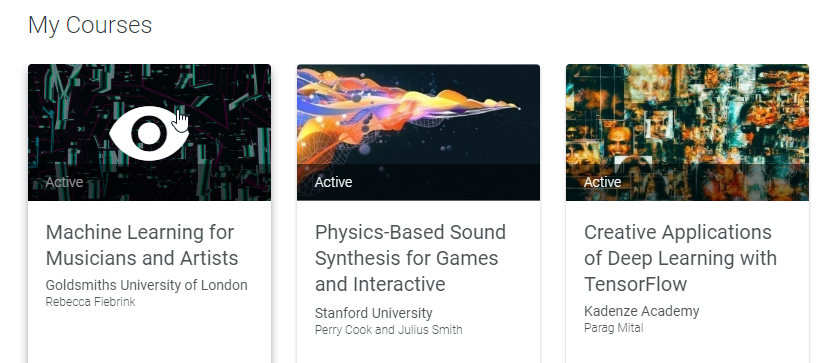 My Courses
Active
Machine Learning for
Musicians and Artists
Goldsmiths University of London
Rebecca Fiebrink
Active
Physics-Based Sound
Synthesis for Games
and Interactive
Stanford University
Perry Cook and Julius Smith
Active
Creative Applications
of Deep Learning with
TensorFlow
Kadenze Academy
Parag Mital